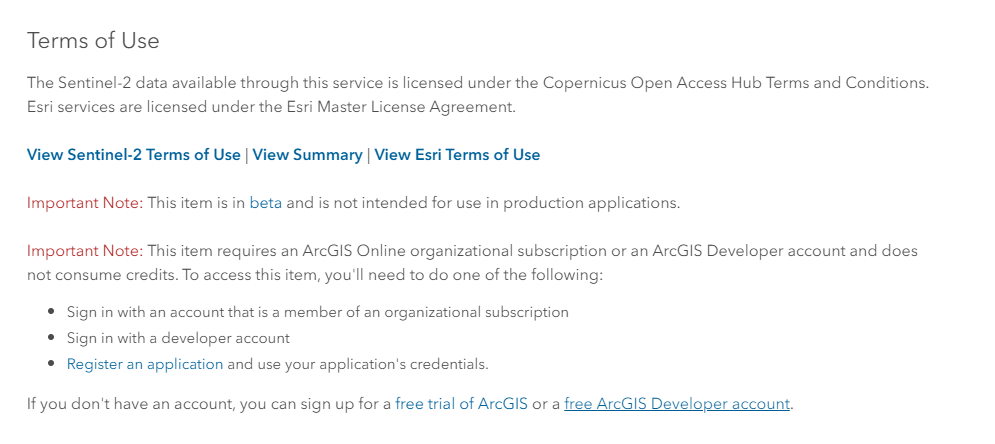 Terms of Use
The Sentinel-2 data available through this service is licensed under the Copernicus Open Access Hub Terms and Conditions.
Esri services are licensed under the Esri Master License Agreement.
View Sentinel-2 Terms of Use | View Summary | View Esri Terms of Use
Important Note: This item is in beta and is not intended for use in production applications.
Important Note: This item requires an ArcGIS Online organizational subscription or an ArcGIS Developer account and does
not consume credits. To access this item, you'll need to do one of the following:
• Sign in with an account that is a member of an organizational subscription
• Sign in with a developer account
• Register an application and use your application's credentials.
If you don't have an account, you can sign up for a free trial of ArcGIS or a free ArcGIS Developer account.